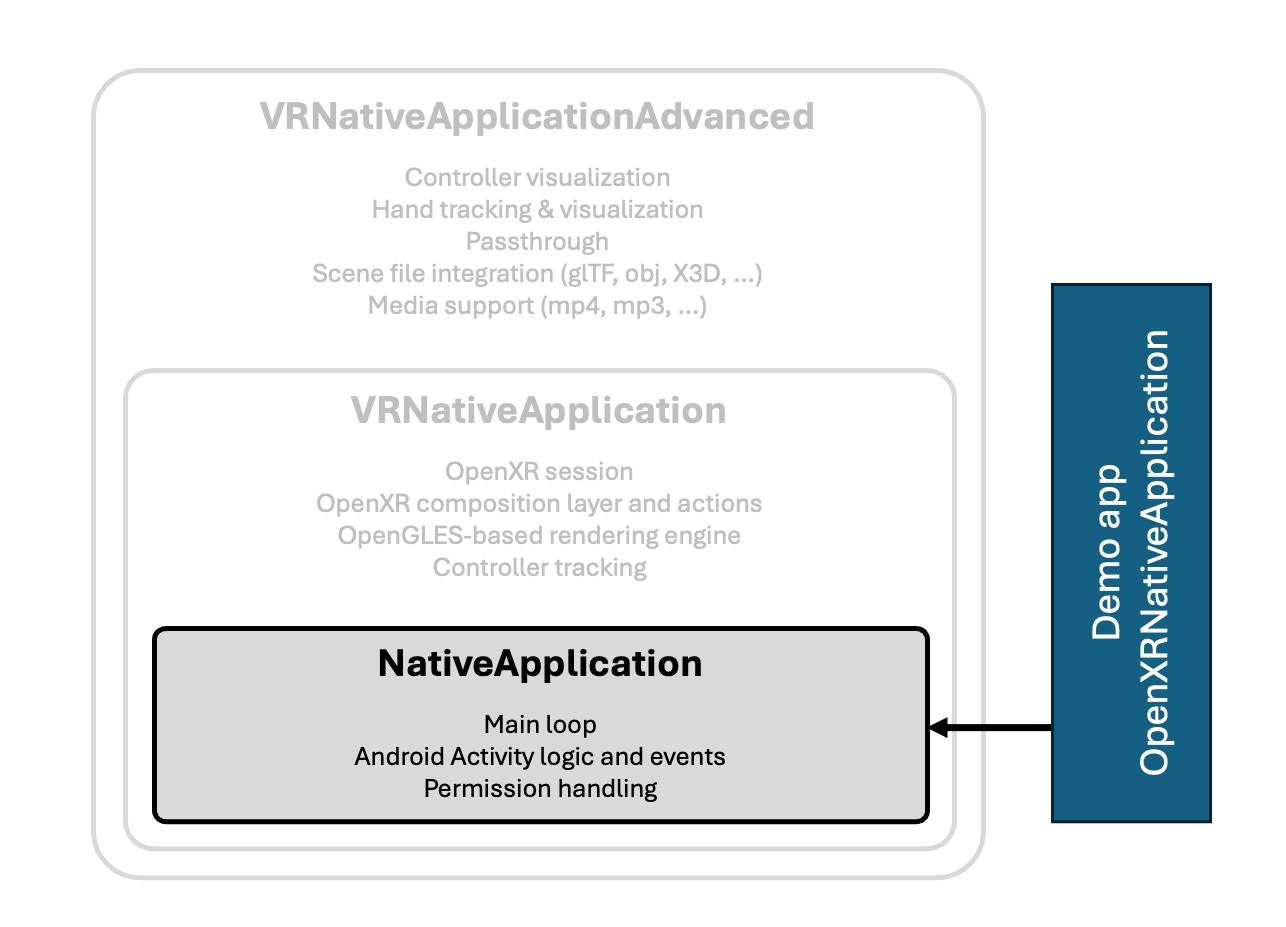 VRNativeApplicationAdvanced
Controller visualization
Hand tracking & visualization
Passthrough
Scene file integration (glTF, obj, X3D, ...)
Media support (mp4, mp3, ...)
VRNativeApplication
OpenXR session
OpenXR composition layer and actions
OpenGLES-based rendering engine
Controller tracking
NativeApplication
Main loop
Android Activity logic and events
Permission handling
Demo app
OpenXRNativeApplication